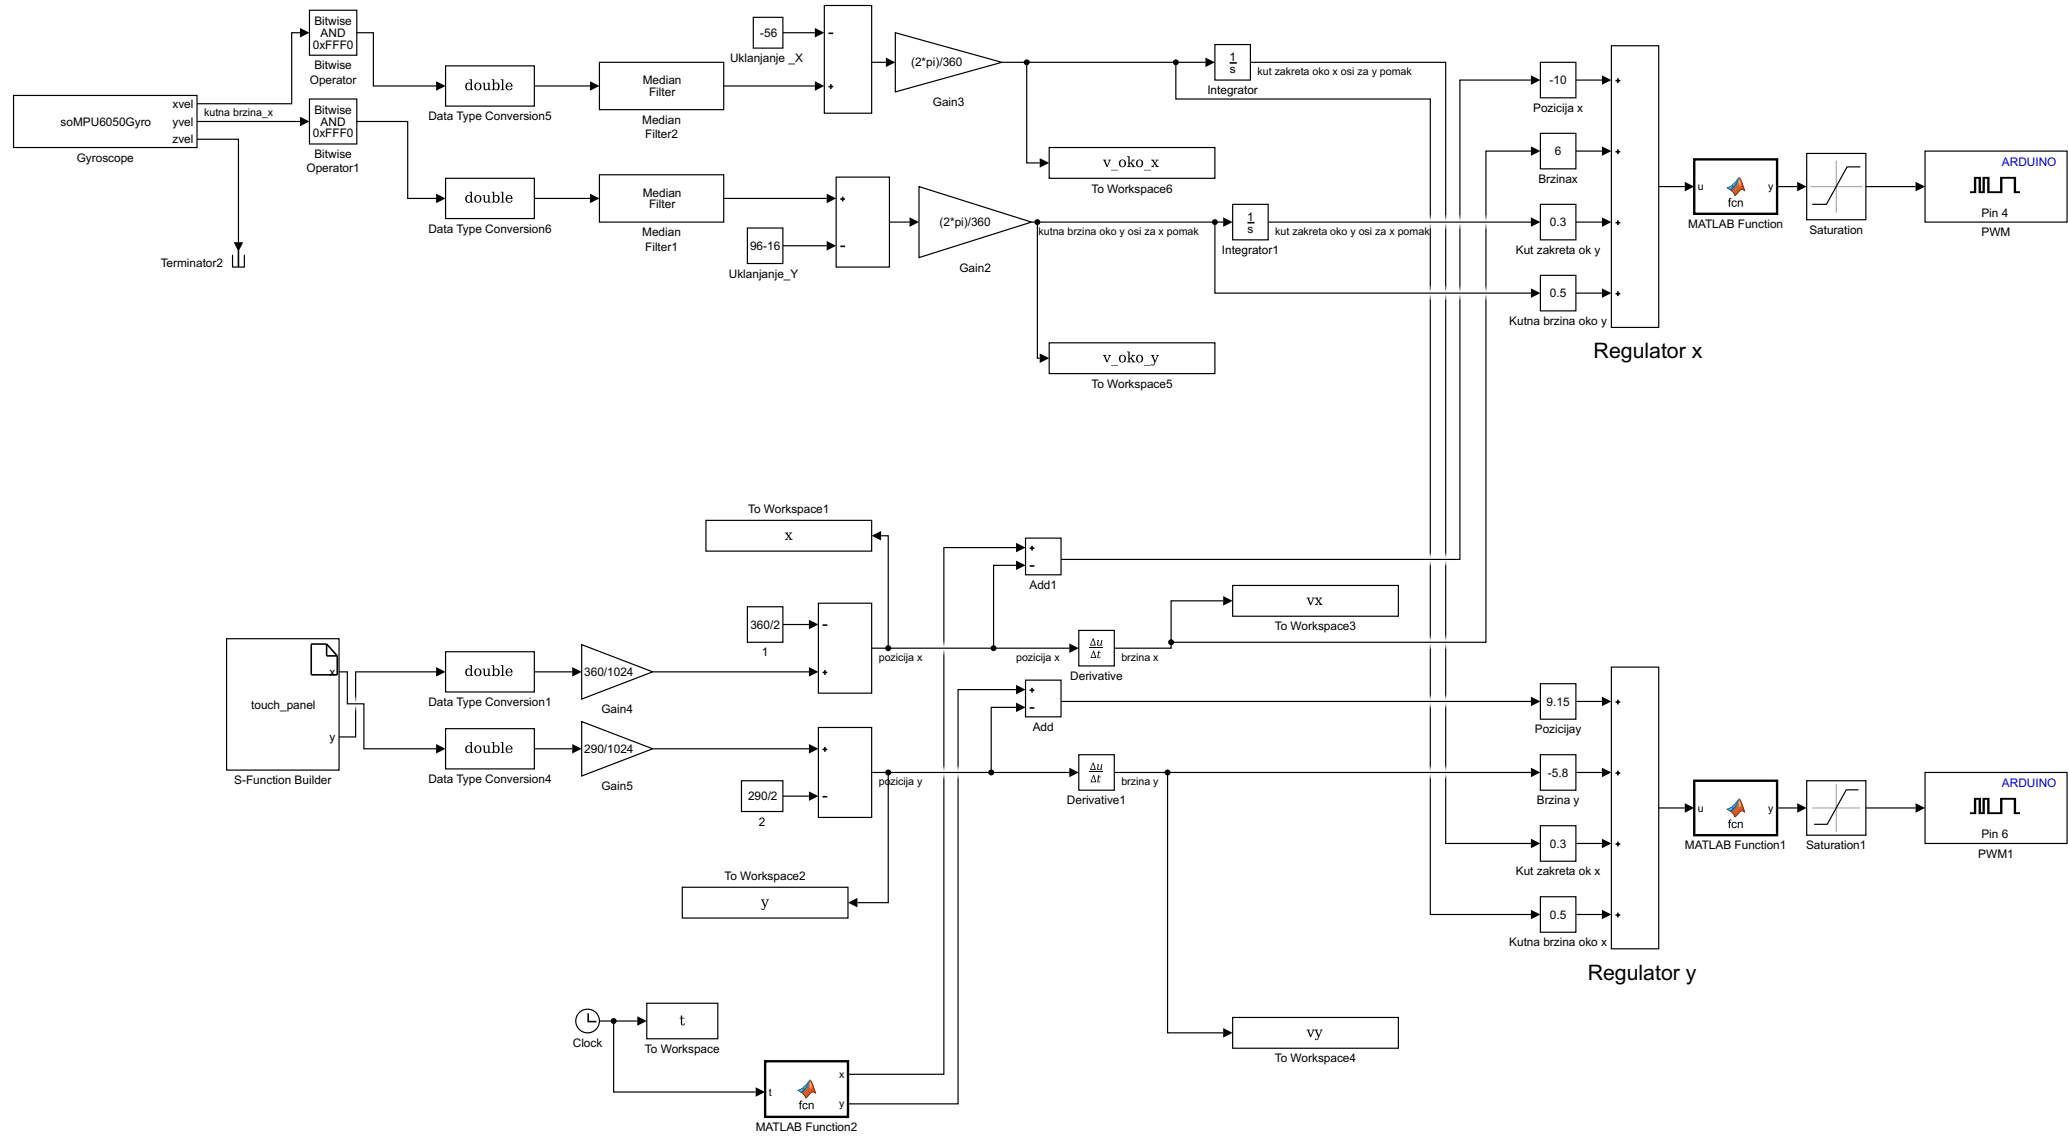 Bitwise
AND
0xFFF0
Bitwise
Operator
soMPU6050Gyro
xvel
yvel
zvel
Gyroscope
kutna brzina_x
Bitwise
AND
0xFFF0
Bitwise
Operator1
Terminator2
double
Data Type Conversion5
Median
Filter
Median
Filter2
-56
Uklanjanje _X
-
+
(2*pi)/360
Gain3
1
s
Integrator
kut zakreta oko x osi za y pomak
v_oko_x
To Workspace6
double
Data Type Conversion6
Median
Filter
Median
Filter1
96-16
Uklanjanje_Y
+
-
(2*pi)/360
Gain2
kutna brzina oko y osi za x pomak
1
s
Integrator1
kut zakreta oko y osi za x pomak
v_oko_y
To Workspace5
-10
Pozicija x
6
Brzinax
0.3
Kut zakreta ok y
0.5
Kutna brzina oko y
+
+
+
+
Regulator x
u
fcn
y
MATLAB Function
Saturation
ARDUINO
Pin 4
PWM
To Workspace1
x
touch_panel
x
y
S-Function Builder
double
Data Type Conversion1
360/1024
Gain4
360/2
1
-
+
pozicija x
pozicija x
+
-
Add1
Δu
Δt
Derivative
brzina x
vx
To Workspace3
double
Data Type Conversion4
290/1024
Gain5
290/2
2
+
-
pozicija y
+
-
Add
Δu
Δt
Derivative1
brzina y
To Workspace2
y
9.15
Pozicijay
-5.8
Brzina y
0.3
Kut zakreta ok x
0.5
Kutna brzina oko x
+
+
+
+
Regulator y
u
fcn
y
MATLAB Function1
Saturation1
ARDUINO
Pin 6
PWM1
Clock
t
To Workspace
t
fcn
x
y
MATLAB Function2
vy
To Workspace4